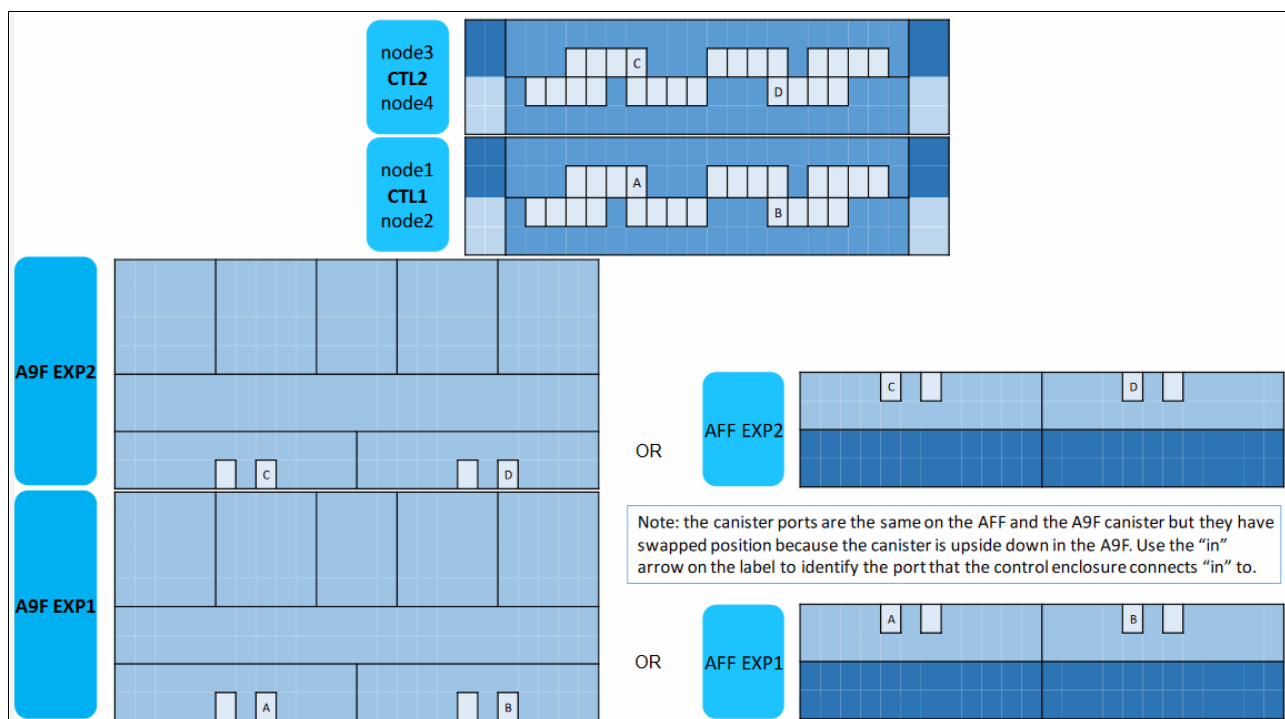 node3
CTL2
node4
C
D
node1
CTL1
node2
A
B
A9F EXP2
C
D
OR
AFF EXP2
C
D
Note: the canister ports are the same on the AFF and the A9F canister but they have
swapped position because the canister is upside down in the A9F. Use the “in”
arrow on the label to identify the port that the control enclosure connects “in” to.
A9F EXP1
A
B
OR
AFF EXP1
A
B